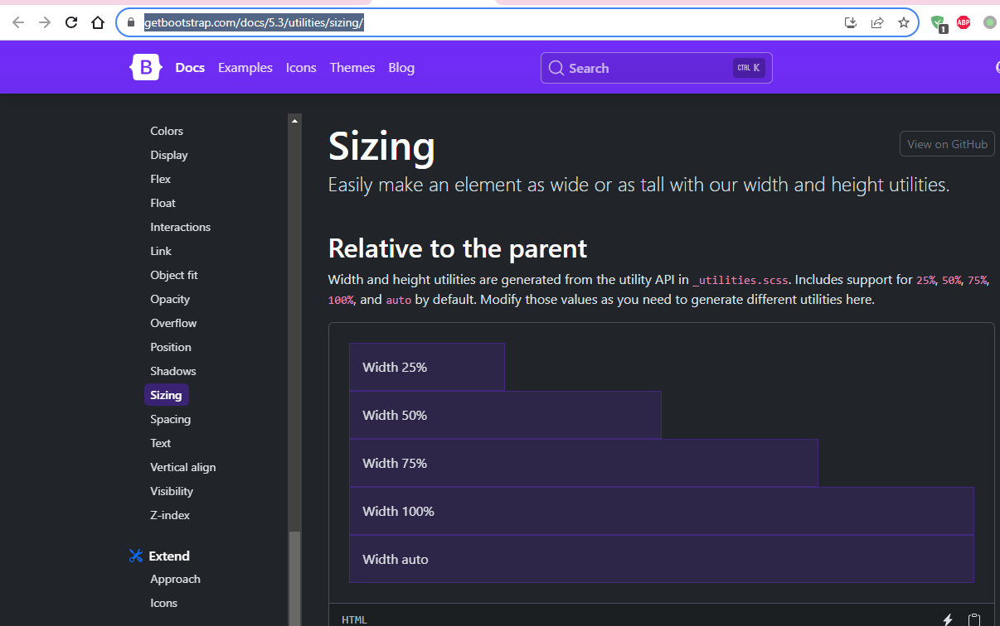 getbootstrap.com/docs/5.3/utilities/sizing/
1
ABP
B Docs Examples Icons Themes Blog
Search
CTRL K
Colors
Display
Flex
Float
Interactions
Link
Object fit
Opacity
Overflow
Position
Shadows
Sizing
Spacing
Text
Vertical align
Visibility
Z-index
Extend
Approach
Icons
Sizing
View on GitHub
Easily make an element as wide or as tall with our width and height utilities.
Relative to the parent
Width and height utilities are generated from the utility API in _utilities.scss. Includes support for 25%, 50%, 75%,
100%, and auto by default. Modify those values as you need to generate different utilities here.
Width 25%
Width 50%
Width 75%
Width 100%
Width auto
HTML